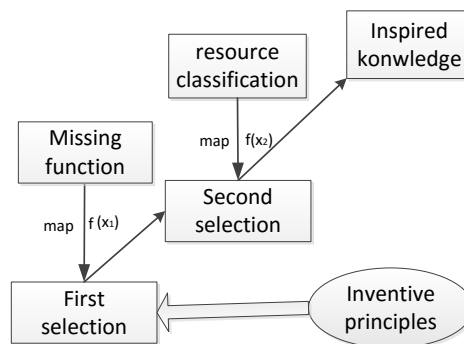 Inspired
konwledge
resource
classification
map f(x₂)
Missing
function
Second
selection
map f(x₁)
First
selection
Inventive
principles